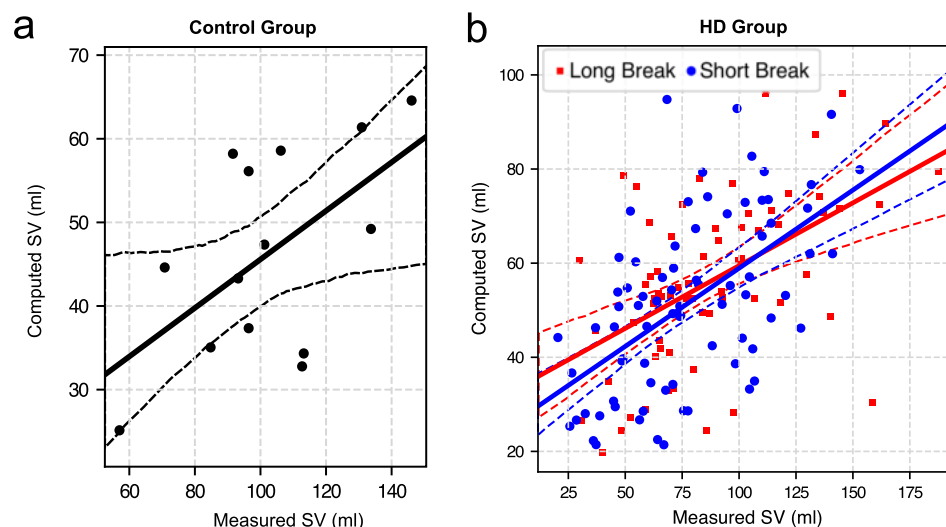 a
Control Group
70
60
50
40
30
60 80 100 120 140
Computed SV (ml)
Measured SV (ml)
b
HD Group
Long Break Short Break
100
80
60
40
20
25 50 75 100 125 150 175
Computed SV (ml)
Measured SV (ml)